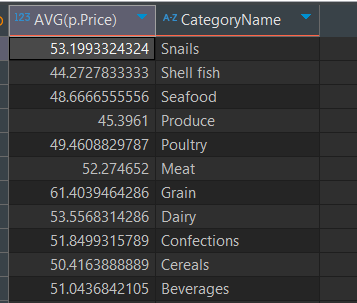 123 AVG(p.Price) A-Z CategoryName
53.1993324324 Snails
44.2727833333 Shell fish
48.6666555556 Seafood
45.3961 Produce
49.4608829787 Poultry
52.274652 Meat
61.4039464286 Grain
53.5568314286 Dairy
51.8499315789 Confections
50.4163888889 Cereals
51.0436842105 Beverages